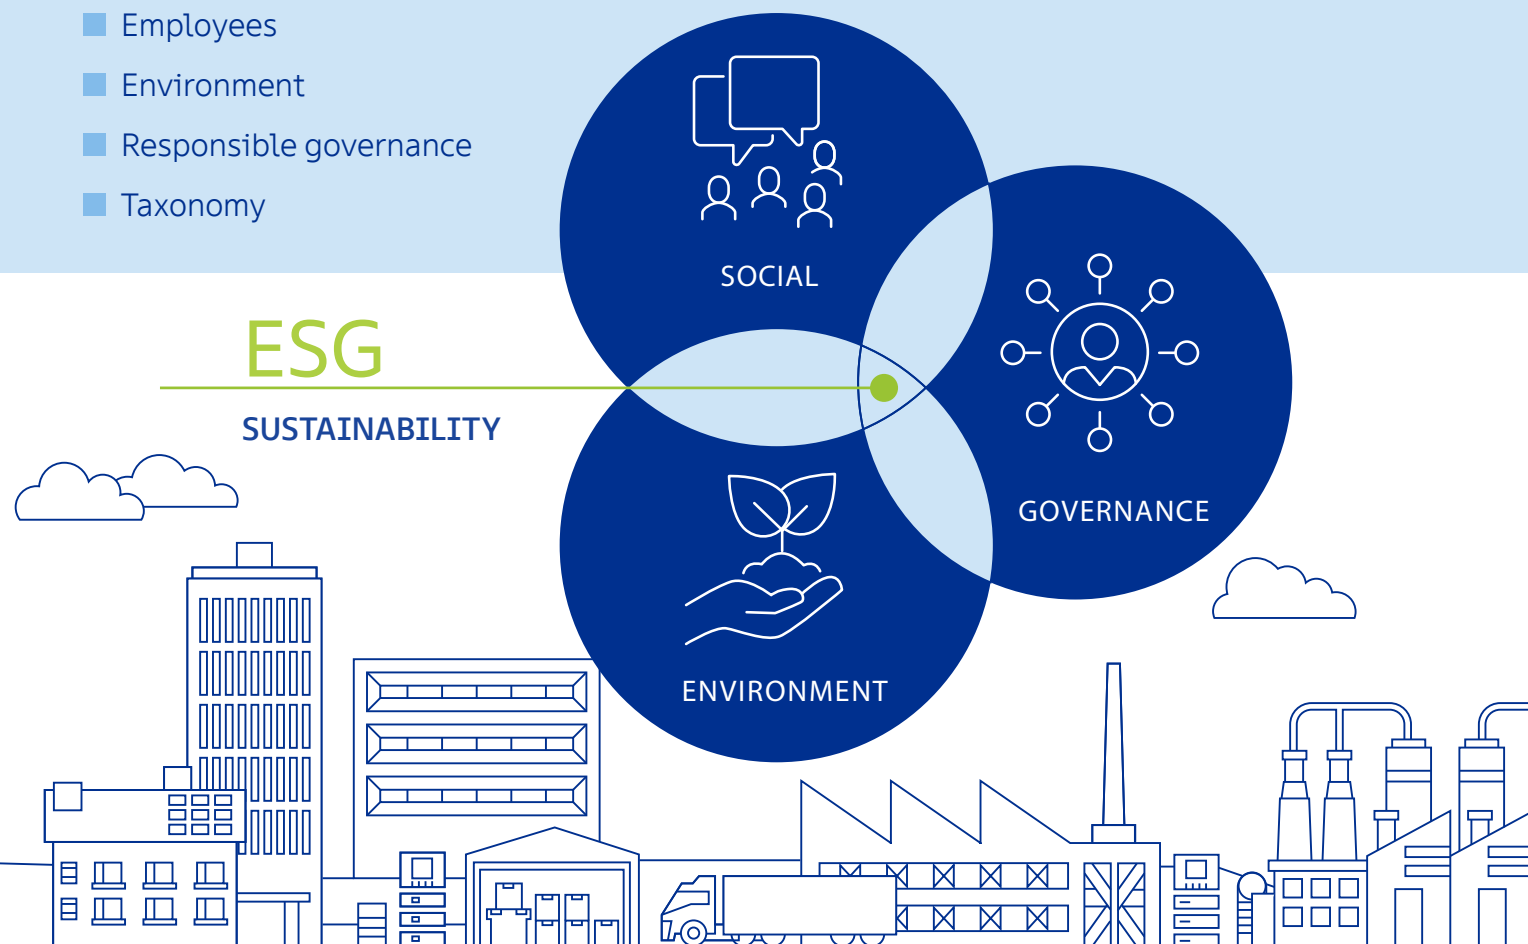 Employees
Environment
Responsible governance
Taxonomy
SOCIAL
ESG
SUSTAINABILITY
GOVERNANCE
ENVIRONMENT